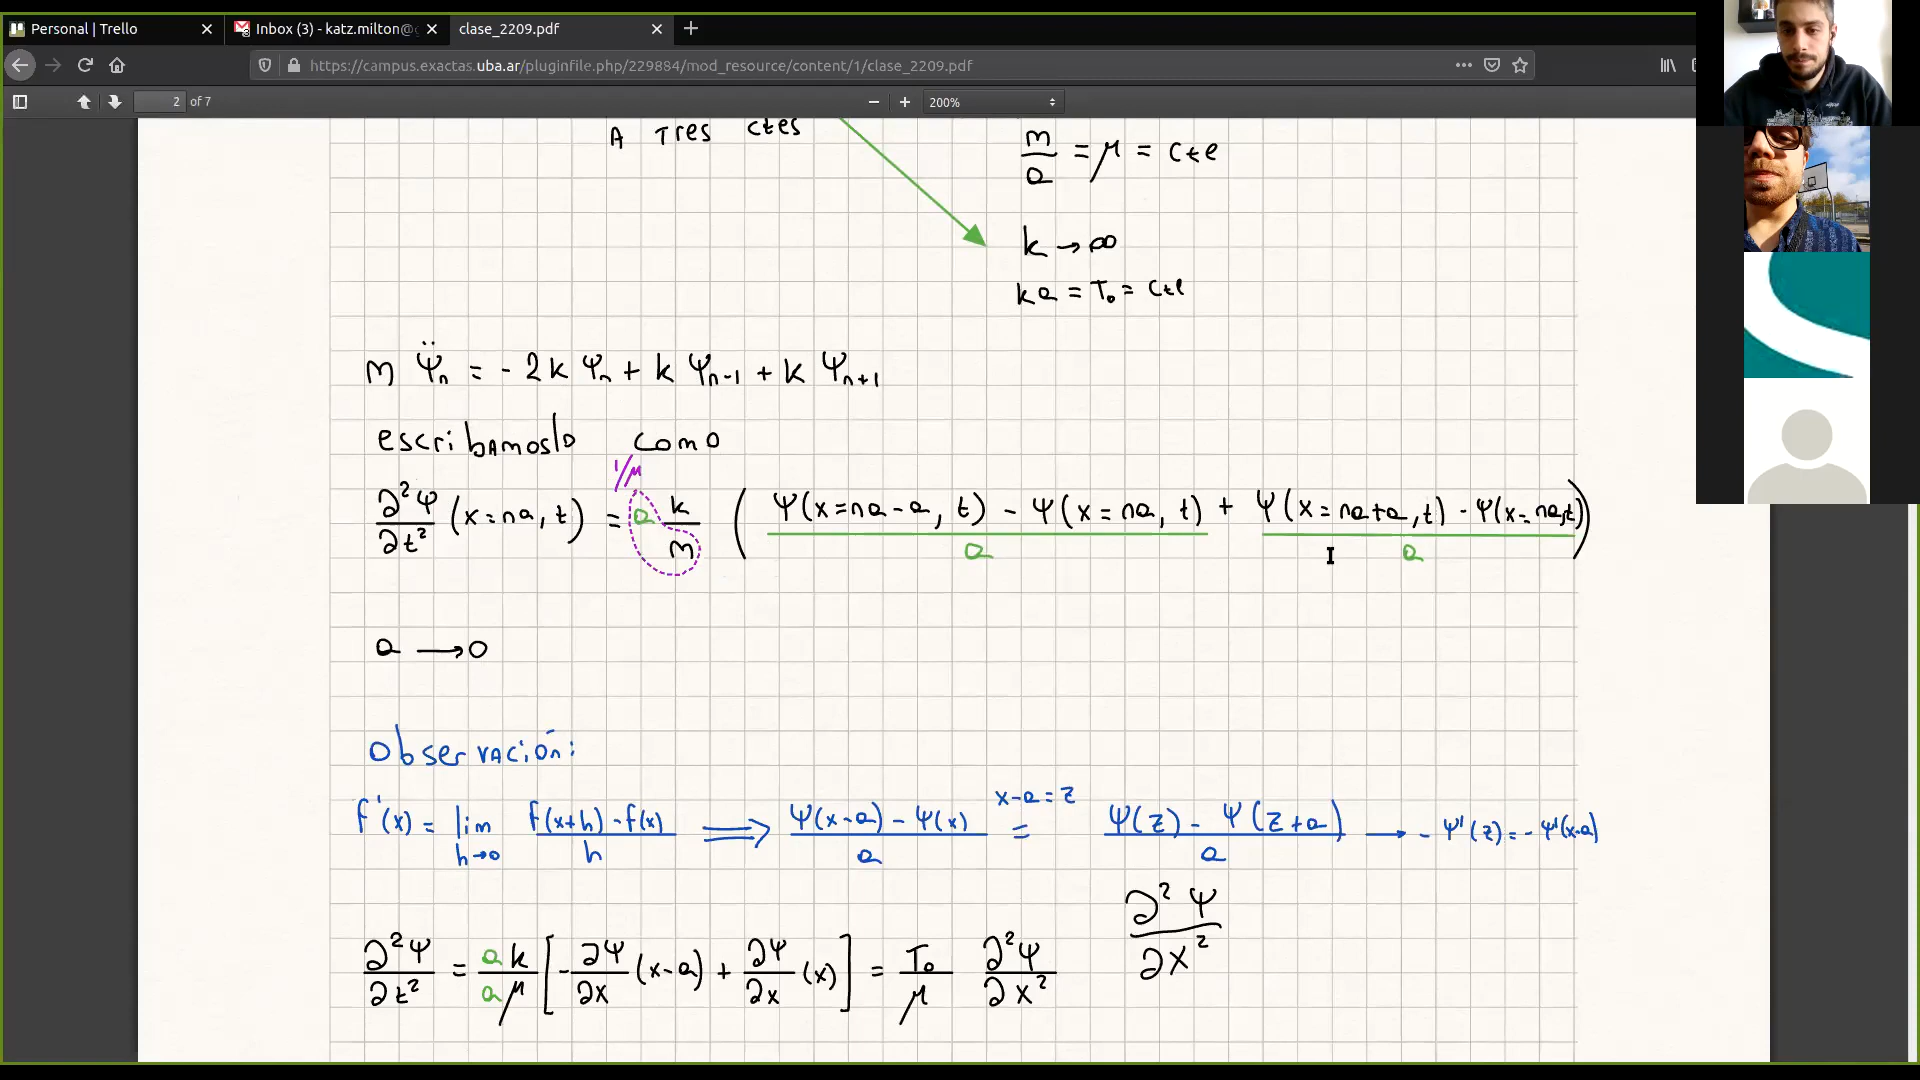 Personal | Trello
Inbox (3) - katz.milton@
clase_2209.pdf
https://campus.exactas.uba.ar/pluginfile.php/229884/mod_resource/content/1/clase_2209.pdf
2 of 7
200%
A TRES ctes
m/a = μ = cte
k → ∞
ka = T₀ = cte
m ψ̈ₙ = - 2k ψₙ + k ψₙ₋₁ + k ψₙ₊₁
escribAmoslo como
1/μ
∂²ψ/∂t² (x=na, t) = a k/m ( (ψ(x=na-a, t) - ψ(x=na, t))/a + (ψ(x=na+a, t) - ψ(x=na, t))/a )
a → 0
Observación:
f'(x) = lim h→0 (f(x+h) - f(x))/h ⟹ (ψ(x-a) - ψ(x))/a = x-a=z (ψ(z) - ψ(z+a))/a → - ψ'(z) = - ψ'(x-a)
∂²ψ/∂x²
∂²ψ/∂t² = a k/a μ [ - ∂ψ/∂x (x-a) + ∂ψ/∂x (x) ] = T₀/μ ∂²ψ/∂x²